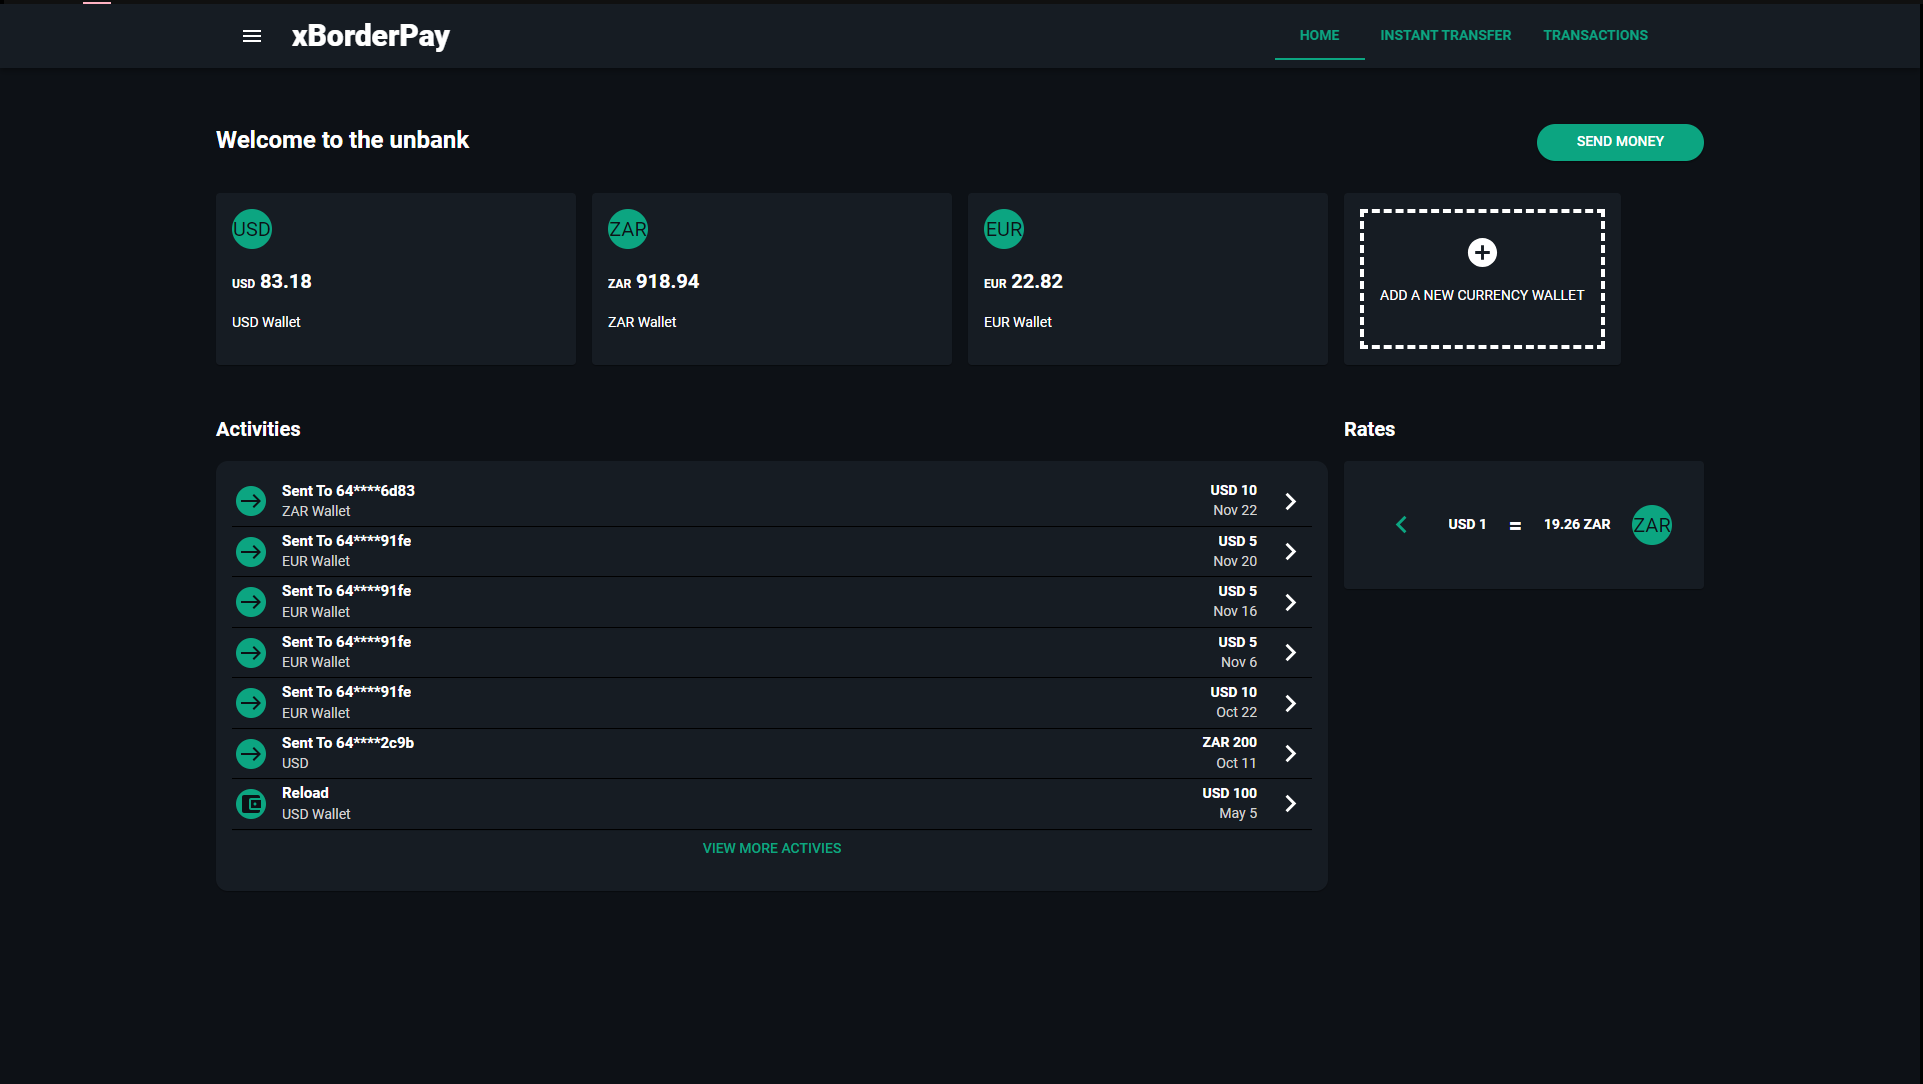 xBorderPay
HOME INSTANT TRANSFER TRANSACTIONS
Welcome to the unbank
SEND MONEY
USD
USD 83.18
USD Wallet
ZAR
ZAR 918.94
ZAR Wallet
EUR
EUR 22.82
EUR Wallet
ADD A NEW CURRENCY WALLET
Activities
Sent To 64****6d83 USD 10
ZAR Wallet Nov 22
Sent To 64****91fe USD 5
EUR Wallet Nov 20
Sent To 64****91fe USD 5
EUR Wallet Nov 16
Sent To 64****91fe USD 5
EUR Wallet Nov 6
Sent To 64****91fe USD 10
EUR Wallet Oct 22
Sent To 64****2c9b ZAR 200
USD Oct 11
Reload USD 100
USD Wallet May 5
VIEW MORE ACTIVIES
Rates
USD 1 = 19.26 ZAR ZAR